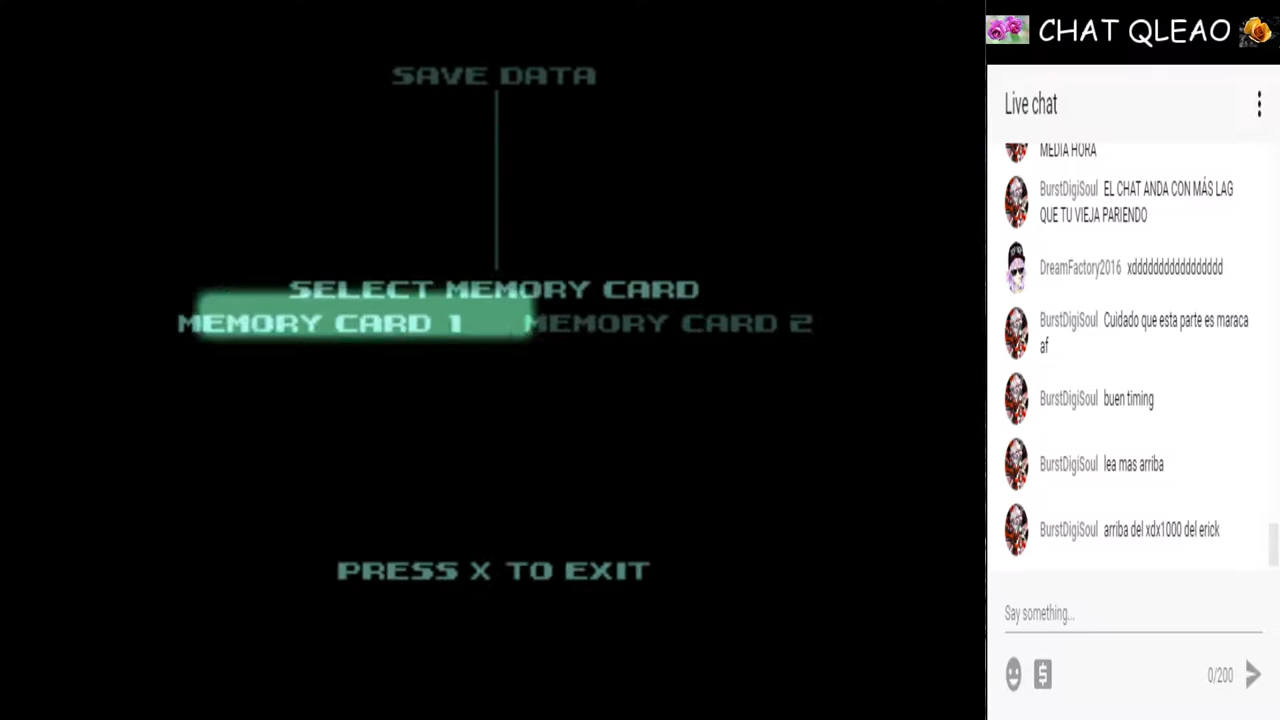 CHAT QLEAO
SAVE DATA
SELECT MEMORY CARD
MEMORY CARD 1 MEMORY CARD 2
PRESS X TO EXIT
Live chat
MEDIA HORA
BurstDigiSoul EL CHAT ANDA CON MÁS LAG
QUE TU VIEJA PARIENDO
DreamFactory2016 xddddddddddddddddd
BurstDigiSoul Cuidado que esta parte es maraca
af
BurstDigiSoul buen timing
BurstDigiSoul lea mas arriba
BurstDigiSoul arriba del xdx1000 del erick
Say something...
0/200